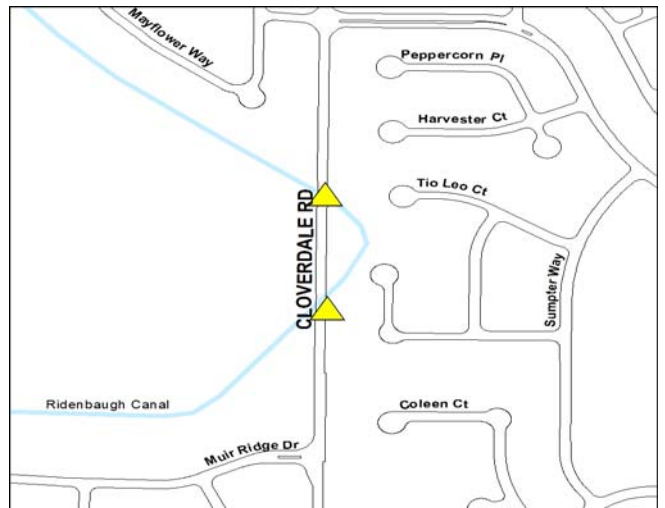 Mayflower Way
Peppercorn Pl
Harvester Ct
Tio Leo Ct
CLOVERDALE RD
Sumpter Way
Ridenbaugh Canal
Coleen Ct
Muir Ridge Dr